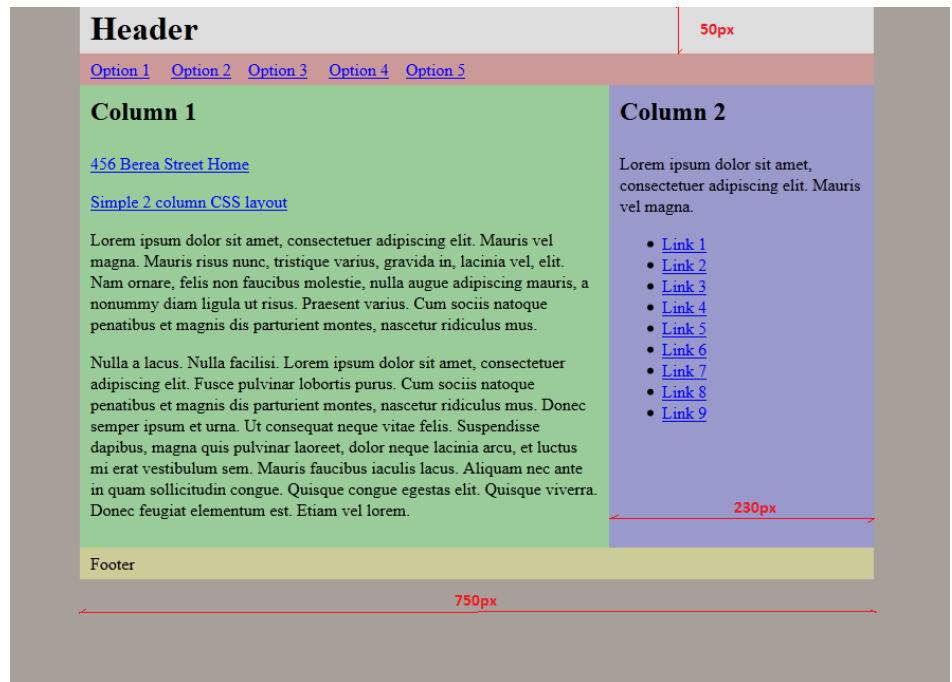 Header
50px
Option 1 Option 2 Option 3 Option 4 Option 5
Column 1
456 Berea Street Home
Simple 2 column CSS layout
Lorem ipsum dolor sit amet, consectetuer adipiscing elit. Mauris vel
magna. Mauris risus nunc, tristique varius, gravida in, lacinia vel, elit.
Nam ornare, felis non faucibus molestie, nulla augue adipiscing mauris, a
nonummy diam ligula ut risus. Praesent varius. Cum sociis natoque
penatibus et magnis dis parturient montes, nascetur ridiculus mus.
Nulla a lacus. Nulla facilisi. Lorem ipsum dolor sit amet, consectetuer
adipiscing elit. Fusce pulvinar lobortis purus. Cum sociis natoque
penatibus et magnis dis parturient montes, nascetur ridiculus mus. Donec
semper ipsum et urna. Ut consequat neque vitae felis. Suspendisse
dapibus, magna quis pulvinar laoreet, dolor neque lacinia arcu, et luctus
mi erat vestibulum sem. Mauris faucibus iaculis lacus. Aliquam nec ante
in quam sollicitudin congue. Quisque congue egestas elit. Quisque viverra.
Donec feugiat elementum est. Etiam vel lorem.
Column 2
Lorem ipsum dolor sit amet,
consectetuer adipiscing elit. Mauris
vel magna.
Link 1
Link 2
Link 3
Link 4
Link 5
Link 6
Link 7
Link 8
Link 9
230px
Footer
750px